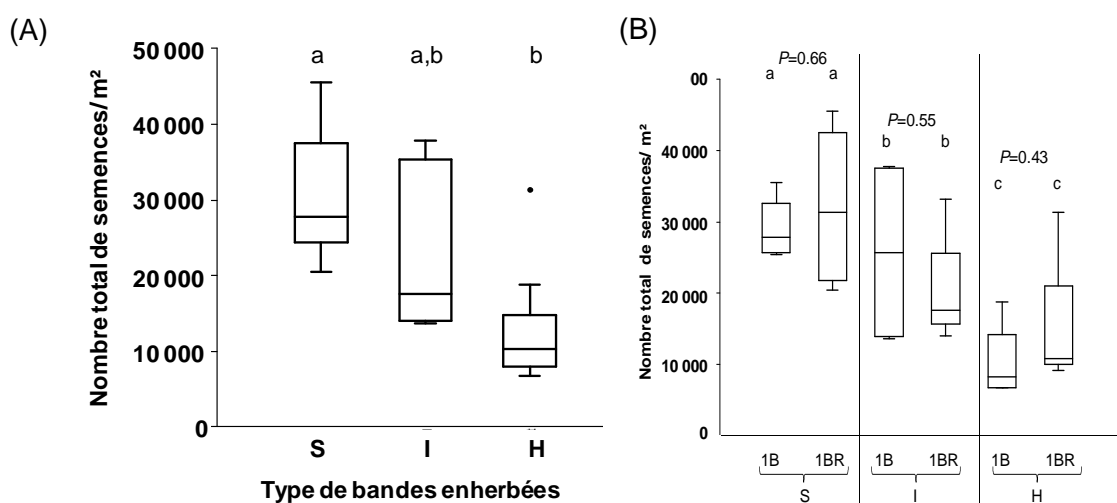 (A)
Nombre total de semences/ m²
50 000
40 000
30 000
20 000
10 000
0
a
a,b
b
S
I
H
Type de bandes enherbées
(B)
Nombre total de semences/ m²
00
40 000
30 000
20 000
10 000
00
P=0.66
a
a
P=0.55
b
b
P=0.43
c
c
1B
1BR
1B
1BR
1B
1BR
S
I
H